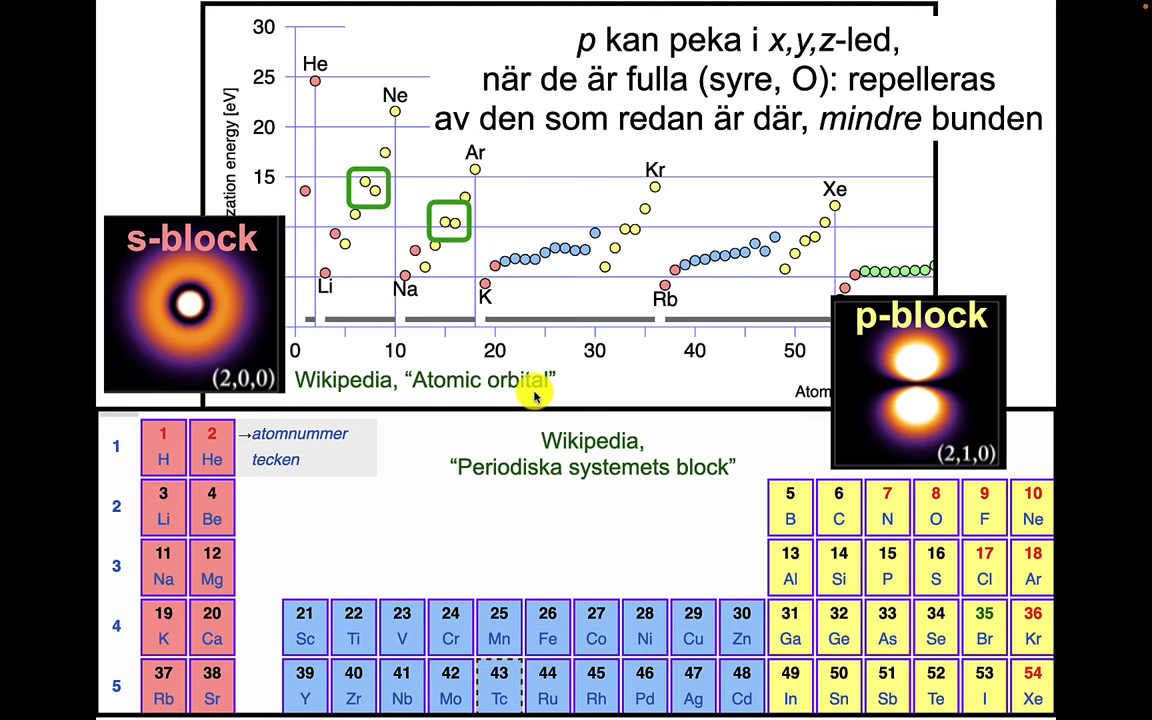 p kan peka i x,y,z-led,
när de är fulla (syre, O): repelleras
av den som redan är där, mindre bunden
zation energy [eV]
30
25
20
15
He
Ne
Ar
Kr
Xe
Li
Na
K
Rb
0
10
20
30
40
50
Atom
Wikipedia, “Atomic orbital”
s-block
(2,0,0)
p-block
(2,1,0)
Wikipedia,
“Periodiska systemets block”
→atomnummer
tecken
1
1 2
H He
2
3 4 5 6 7 8 9 10
Li Be B C N O F Ne
3
11 12 13 14 15 16 17 18
Na Mg Al Si P S Cl Ar
4
19 20 21 22 23 24 25 26 27 28 29 30 31 32 33 34 35 36
K Ca Sc Ti V Cr Mn Fe Co Ni Cu Zn Ga Ge As Se Br Kr
5
37 38 39 40 41 42 43 44 45 46 47 48 49 50 51 52 53 54
Rb Sr Y Zr Nb Mo Tc Ru Rh Pd Ag Cd In Sn Sb Te I Xe